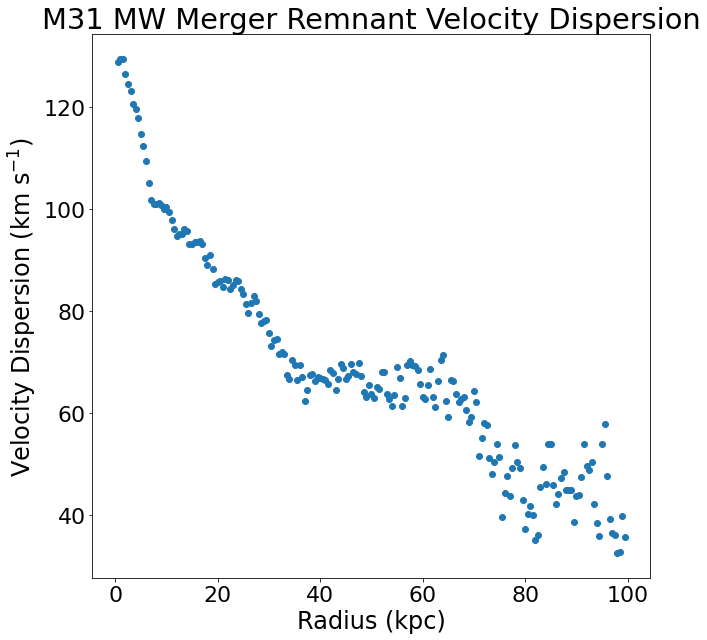 M31 MW Merger Remnant Velocity Dispersion
120
100
80
60
40
Velocity Dispersion (km s⁻¹)
0 20 40 60 80 100
Radius (kpc)